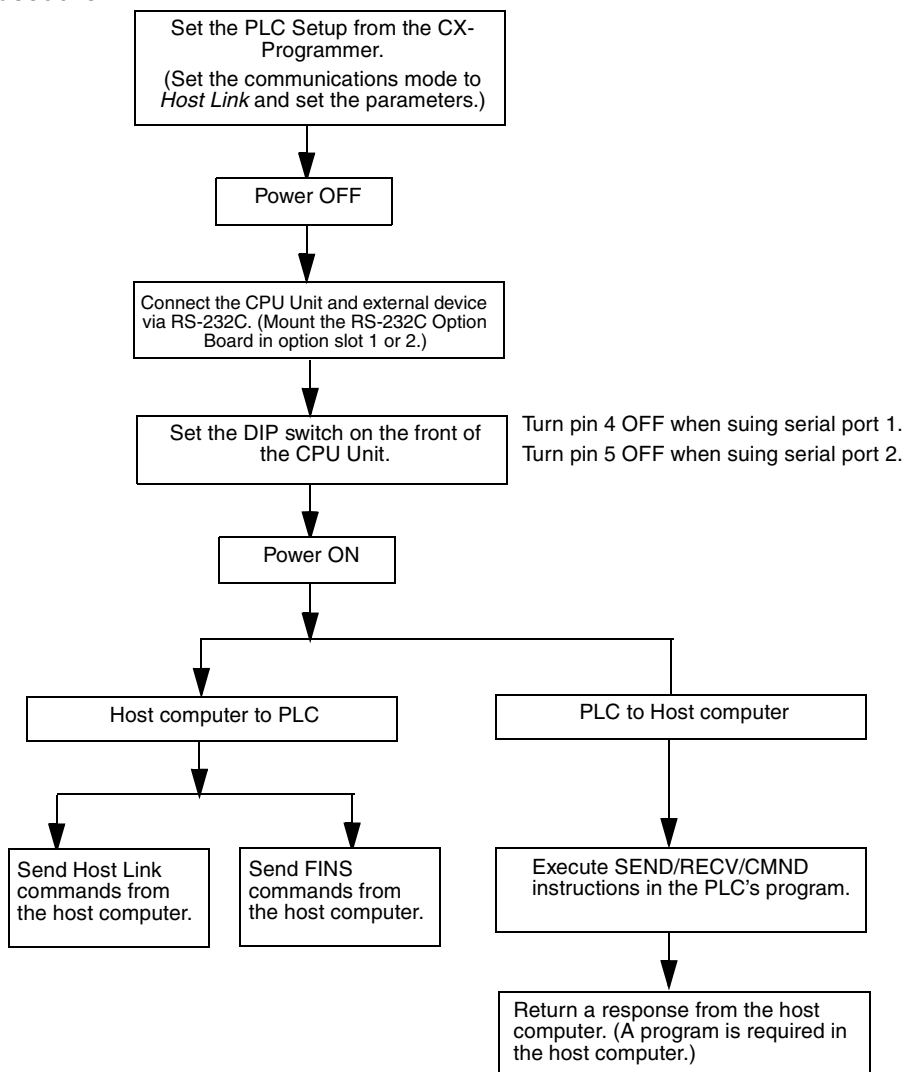 Set the PLC Setup from the CX-
Programmer.
(Set the communications mode to
Host Link and set the parameters.)
Power OFF
Connect the CPU Unit and external device
via RS-232C. (Mount the RS-232C Option
Board in option slot 1 or 2.)
Set the DIP switch on the front of
the CPU Unit.
Turn pin 4 OFF when suing serial port 1.
Turn pin 5 OFF when suing serial port 2.
Power ON
Host computer to PLC
PLC to Host computer
Send Host Link
commands from
the host computer.
Send FINS
commands from
the host computer.
Execute SEND/RECV/CMND
instructions in the PLC's program.
Return a response from the host
computer. (A program is required in
the host computer.)